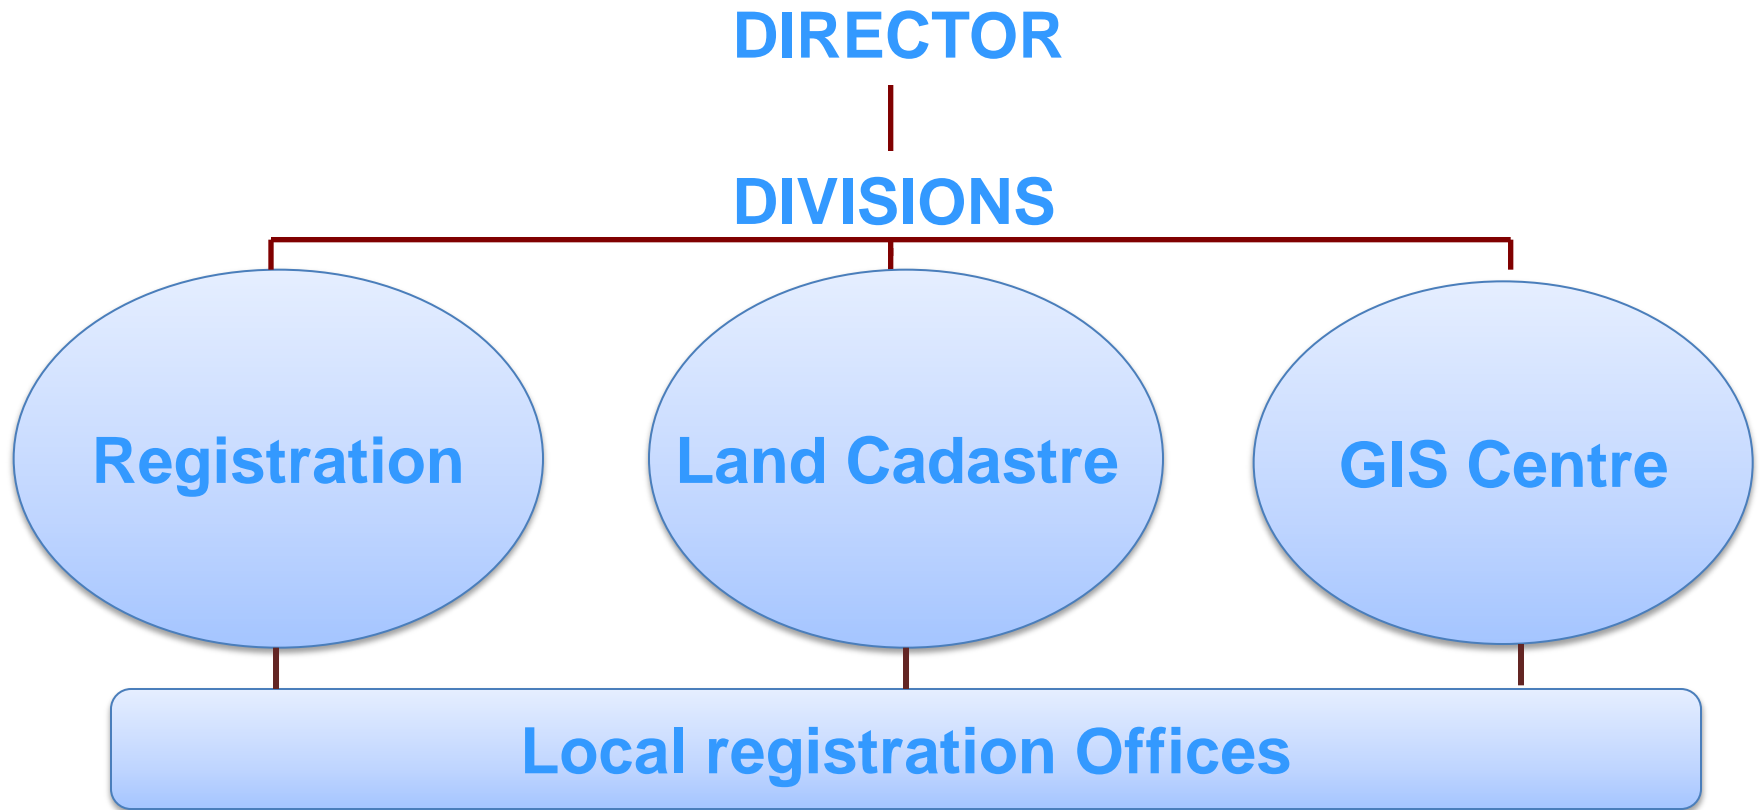 DIRECTOR
DIVISIONS
Registration
Land Cadastre
GIS Centre
Local registration Offices